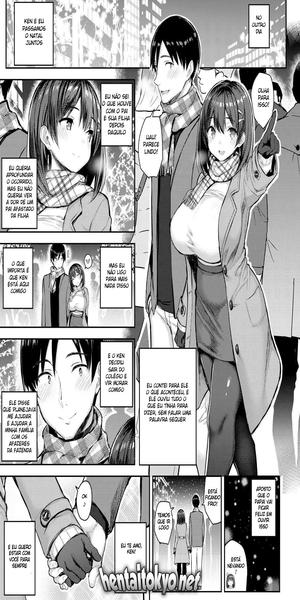 NO
OUTRO
DIA
KEN E EU
PASSAMOS
O NATAL
JUNTOS
OLHA
PARA
ISSO!
UAU!
PARECE
LINDO!
EU NÃO SEI
O QUE HOUVE
COM O PAI
E SUA FILHA
DEPOIS
DAQUILO
EU QUERIA
APROFUNDAR
O OCORRIDO,
MAS EU NÃO
QUERIA VER
A DOR DE UM
PAI AFASTADO
DA FILHA
O QUE
IMPORTA É
QUE KEN
ESTÁ AQUI
COMIGO
MAS EU
NÃO LIGO
PARA MAIS
NADA DISSO
EU CONTEI PARA ELE
O QUE ACONTECEU, E
ELE OUVIU TUDO O
QUE EU TINHA PARA
DIZER, SEM FALAR UMA
PALAVRA SEQUER
E O KEN
DECIDIU
SAIR DO
COLÉGIO E
VIR MORAR
COMIGO
ELE DISSE
QUE PLANEJAVA
ME AJUDAR
E AJUDAR A
MINHA FAMÍLIA
COM OS
AFAZERES
DA FAZENDA
ESTÁ
NEVANDO
APOSTO QUE
O PAPAI VAI
FICAR
FELIZ EM
OUVIR ISSO
ESTÁ
FICANDO
FRIO!
TEMOS QUE
IR LOGO
OK
EU TE AMO,
KEN!
E EU QUERO
ESTAR COM
VOCÊ PARA
SEMPRE
hentaitokyo.net